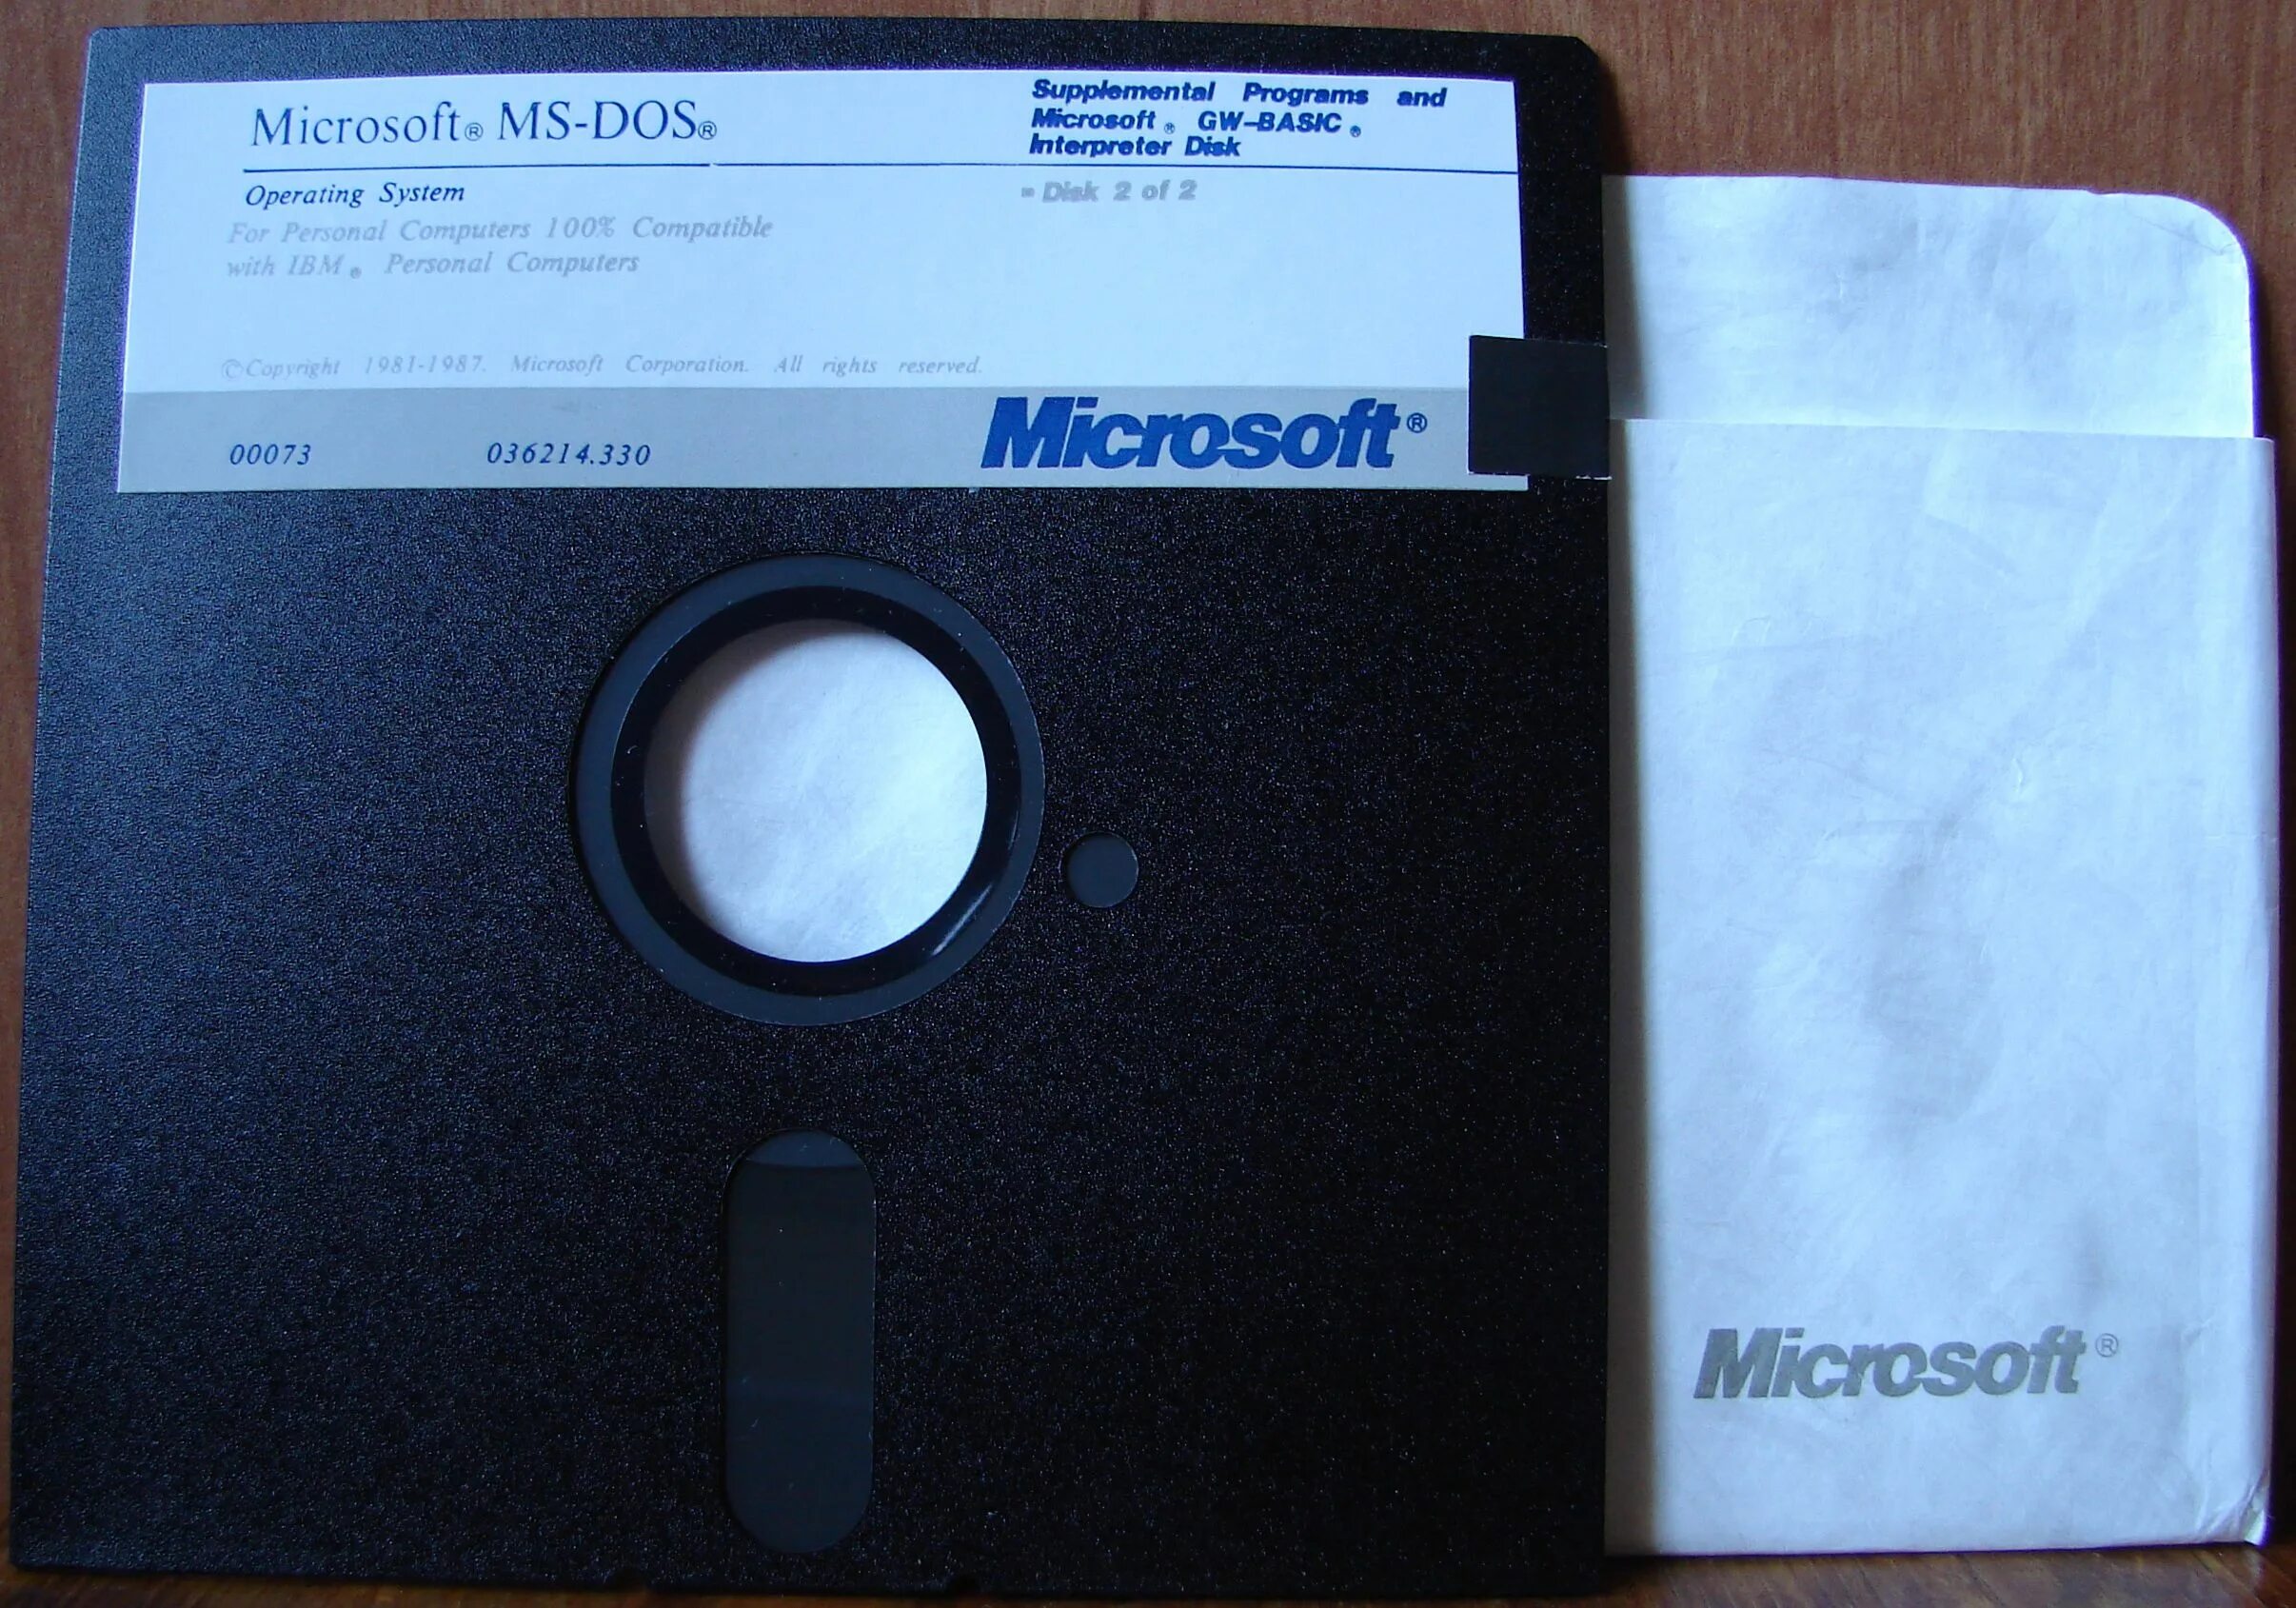 Microsoft® MS-DOS®
Supplemental Programs and
Microsoft® GW-BASIC®
Interpreter Disk
Operating System
- Disk 2 of 2
For Personal Computers 100% Compatible
with IBM® Personal Computers
©Copyright 1981-1987. Microsoft Corporation. All rights reserved.
00073 036214.330
Microsoft®
Microsoft®